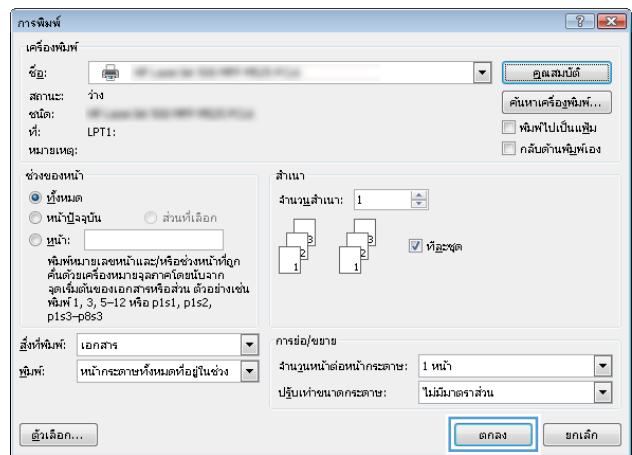 การพิมพ์
เครื่องพิมพ์
ชื่อ:
คุณสมบัติ
สถานะ: ว่าง
ค้นหาเครื่องพิมพ์...
ชนิด:
ที่: LPT1:
พิมพ์ไปเป็นแฟ้ม
หมายเหตุ:
กลับด้านพิมพ์เอง
ช่วงของหน้า
ทั้งหมด
หน้าปัจจุบัน ส่วนที่เลือก
หน้า:
พิมพ์หมายเลขหน้าและ/หรือช่วงหน้าที่ถูก
คั่นด้วยเครื่องหมายจุลภาคโดยนับจาก
จุดเริ่มต้นของเอกสารหรือส่วน ตัวอย่างเช่น
พิมพ์ 1, 3, 5–12 หรือ p1s1, p1s2,
p1s3–p8s3
สำเนา
จำนวนสำเนา: 1
1 2 3
1 2 3
ทีละชุด
สิ่งที่พิมพ์: เอกสาร
พิมพ์: หน้ากระดาษทั้งหมดที่อยู่ในช่วง
การย่อ/ขยาย
จำนวนหน้าต่อหน้ากระดาษ: 1 หน้า
ปรับเท่าขนาดกระดาษ: ไม่มีมาตราส่วน
ตัวเลือก...
ตกลง
ยกเลิก